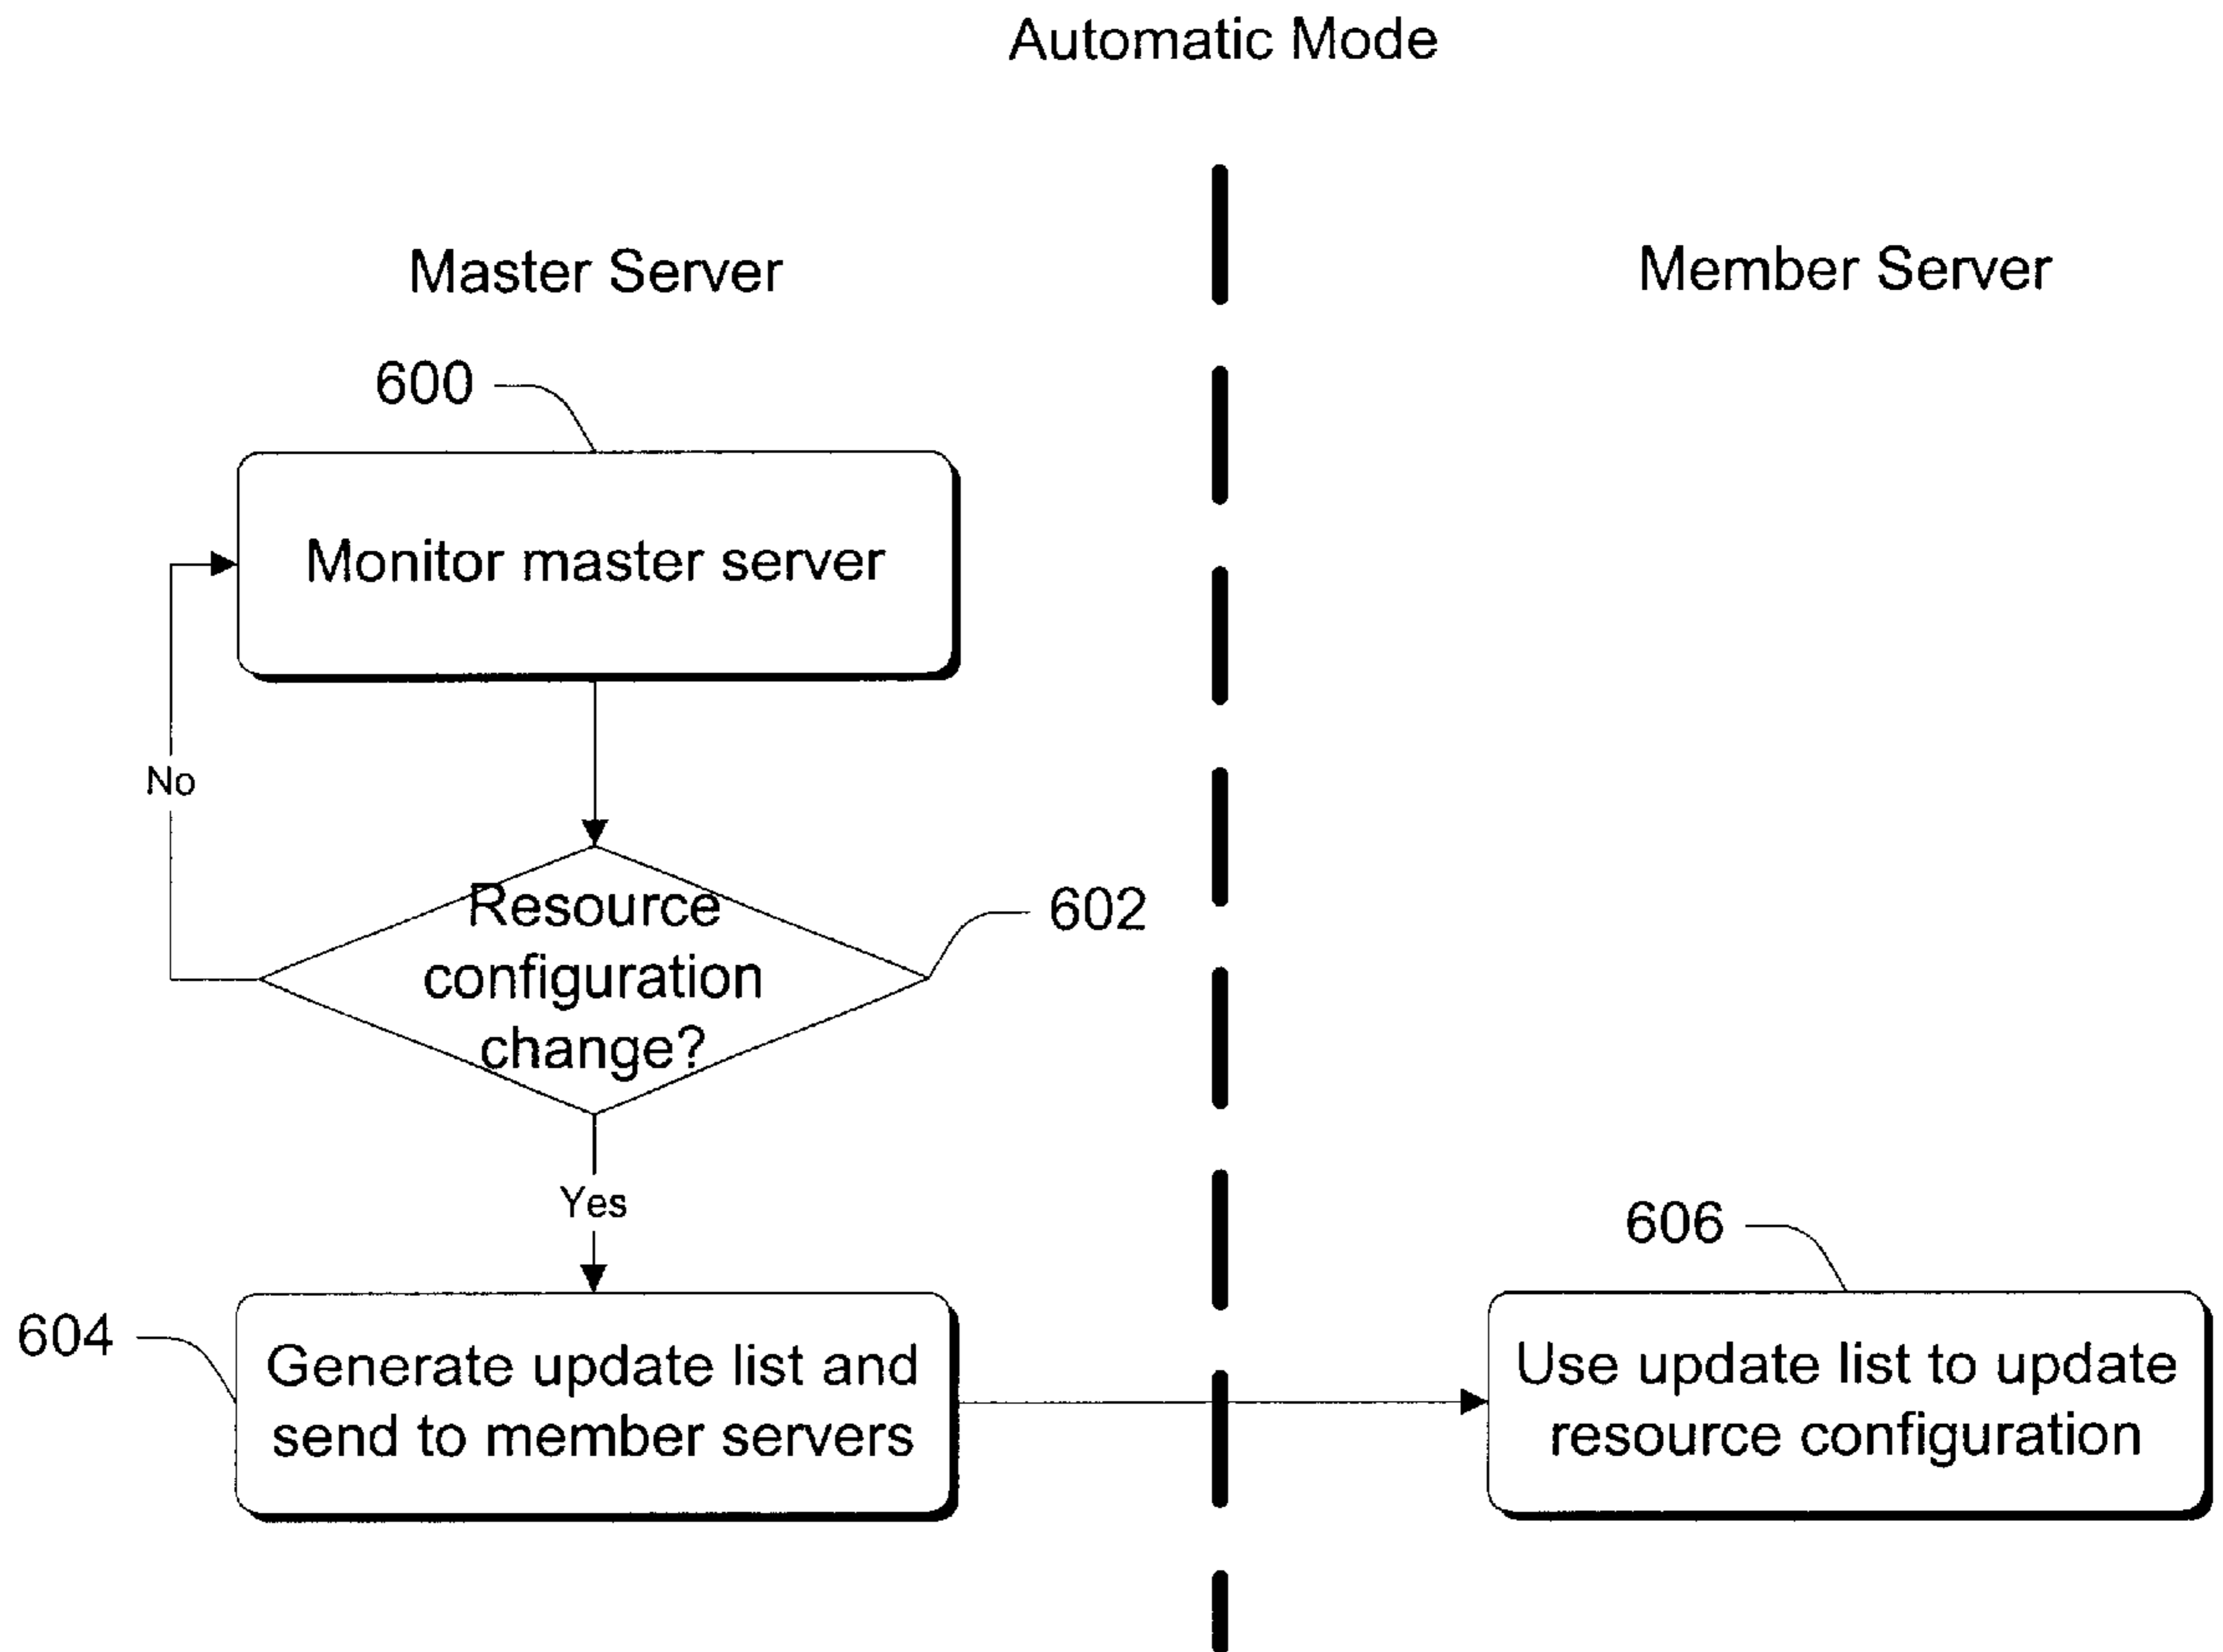 Automatic Mode
Master Server
Member Server
600
Monitor master server
No
Resource
configuration
change?
602
Yes
604
Generate update list and
send to member servers
606
Use update list to update
resource configuration